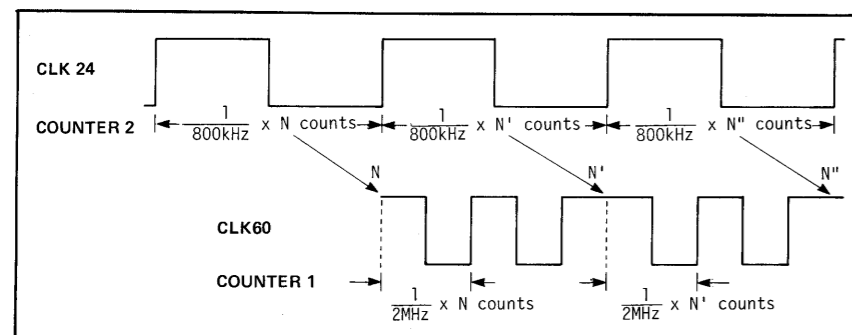 CLK 24
COUNTER 2
1/800kHz x N counts
1/800kHz x N' counts
1/800kHz x N" counts
N
N'
N"
CLK60
COUNTER 1
1/2MHz x N counts
1/2MHz x N' counts